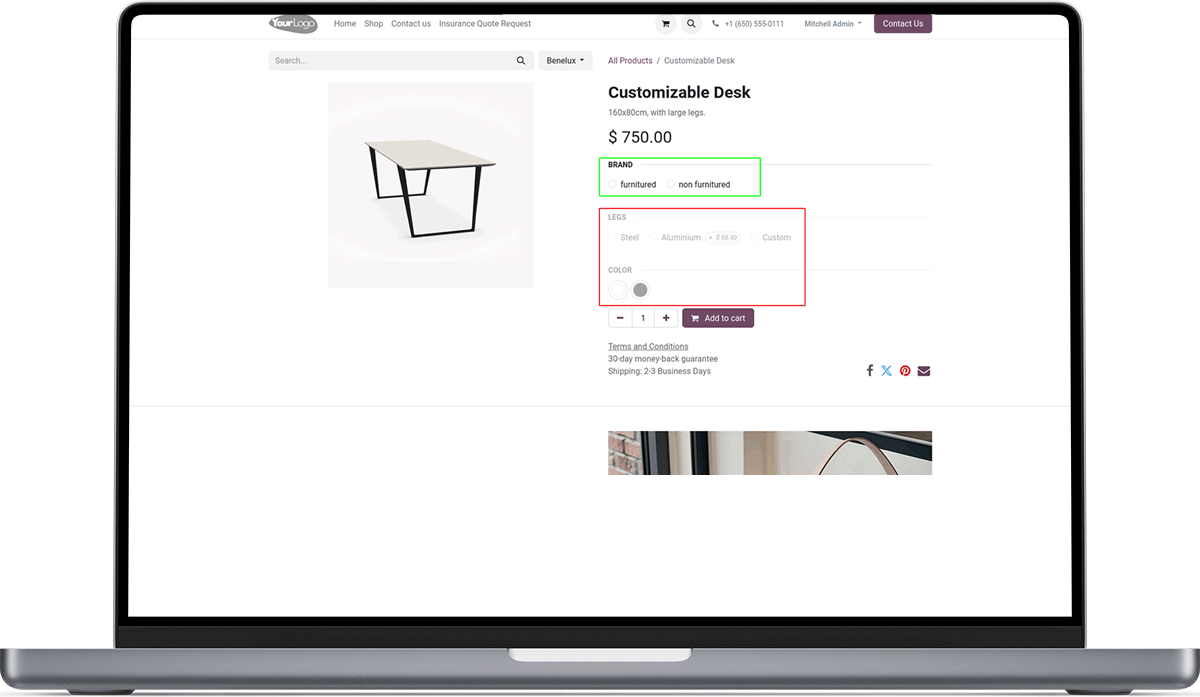 YourLogo Home Shop Contact us Insurance Quote Request +1 (650) 555-0111 Mitchell Admin Contact Us
Search... Benelux All Products / Customizable Desk
Customizable Desk
160x80cm, with large legs.
$ 750.00
BRAND
furnitured non furnitured
LEGS
Steel Aluminium + $ 50.40 Custom
COLOR
1 Add to cart
Terms and Conditions
30-day money-back guarantee
Shipping: 2-3 Business Days